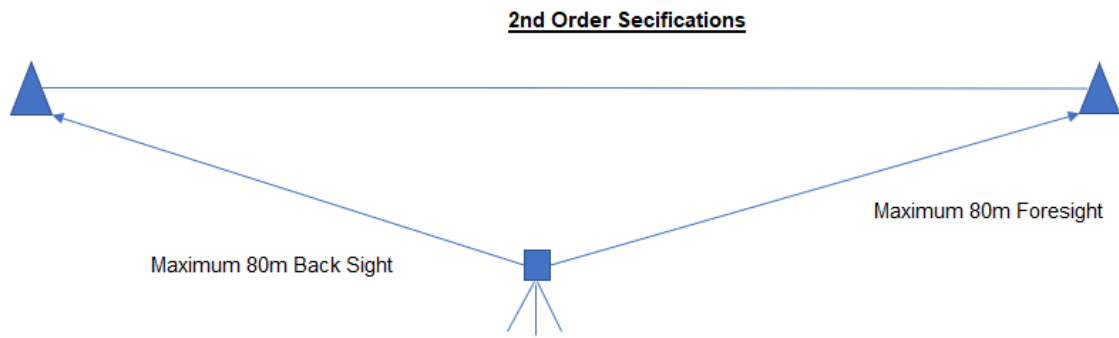 2nd Order Secifications
Maximum 80m Foresight
Maximum 80m Back Sight